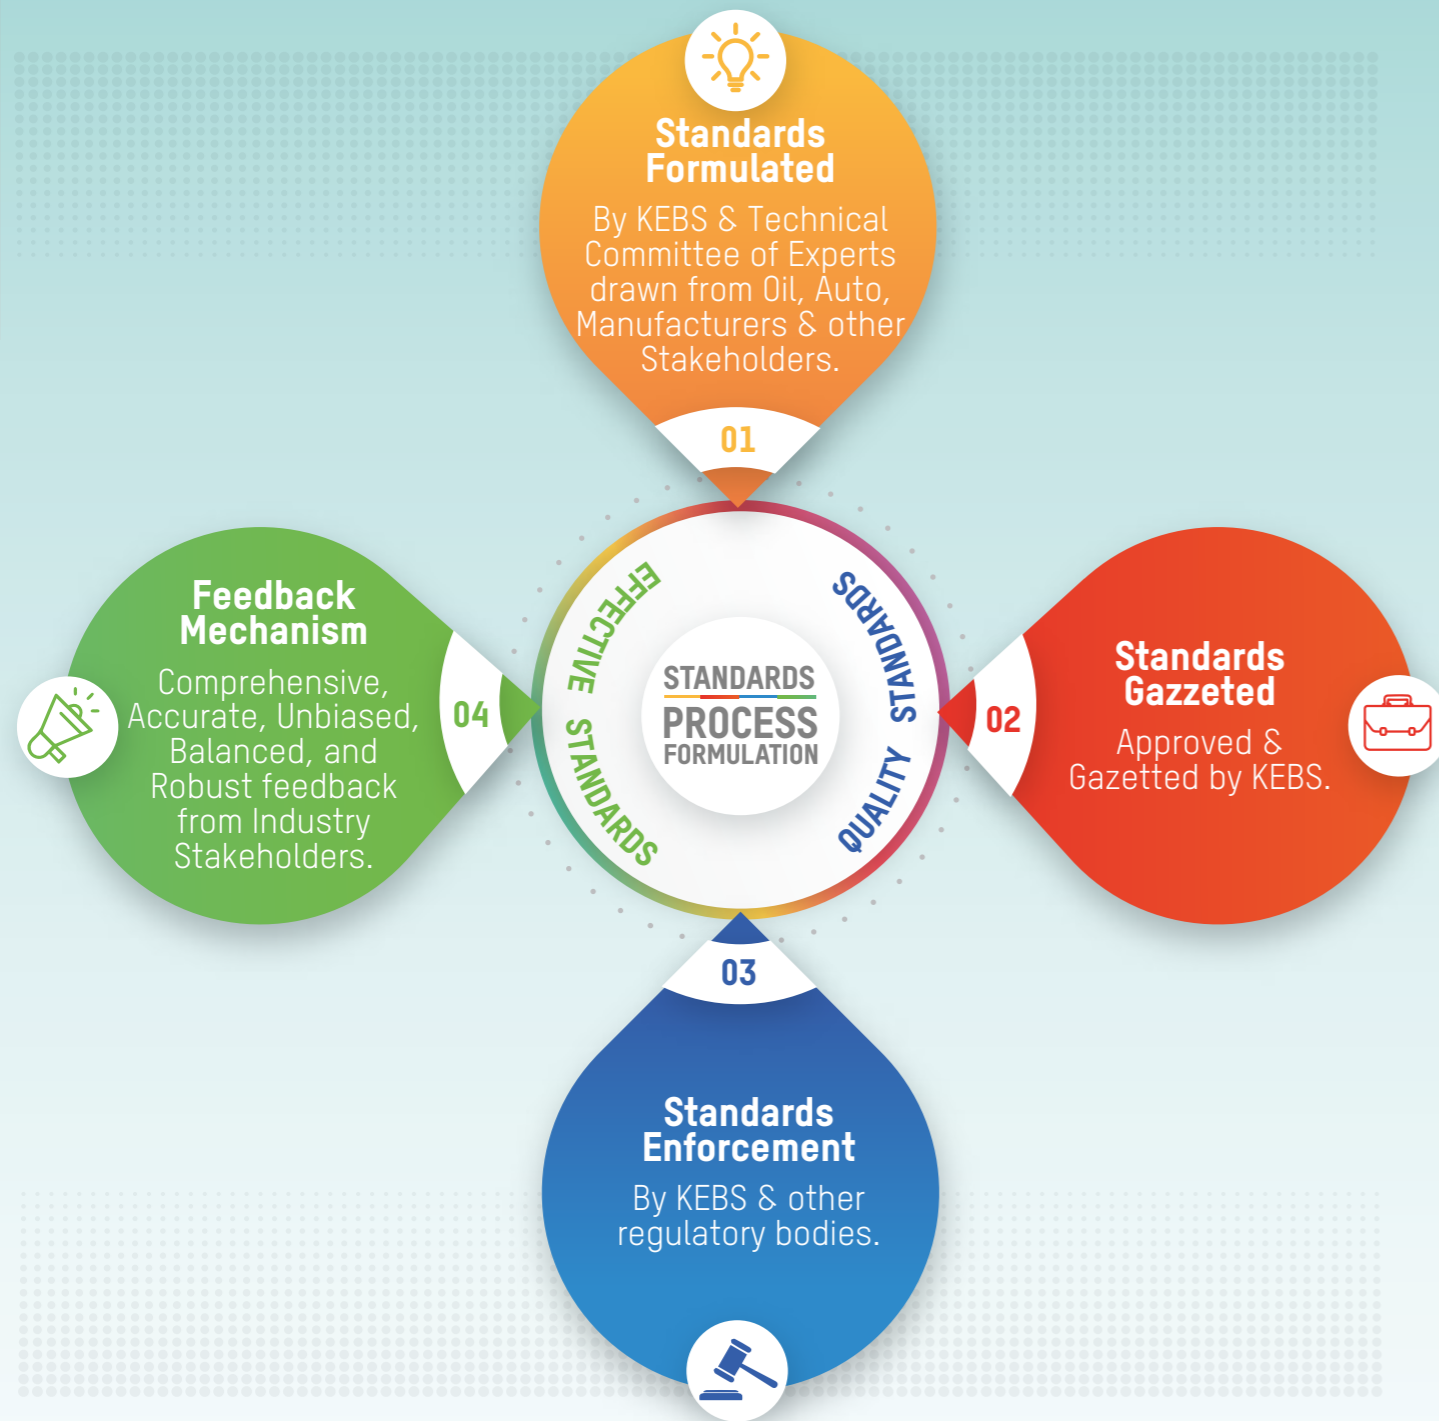 Standards
Formulated
By KEBS & Technical
Committee of Experts
drawn from Oil, Auto,
Manufacturers & other
Stakeholders.
01
Standards
Gazzeted
Approved &
Gazetted by KEBS.
02
Standards
Enforcement
By KEBS & other
regulatory bodies.
03
Feedback
Mechanism
Comprehensive,
Accurate, Unbiased,
Balanced, and
Robust feedback
from Industry
Stakeholders.
04
EFFECTIVE STANDARDS
QUALITY STANDARDS
STANDARDS
PROCESS
FORMULATION